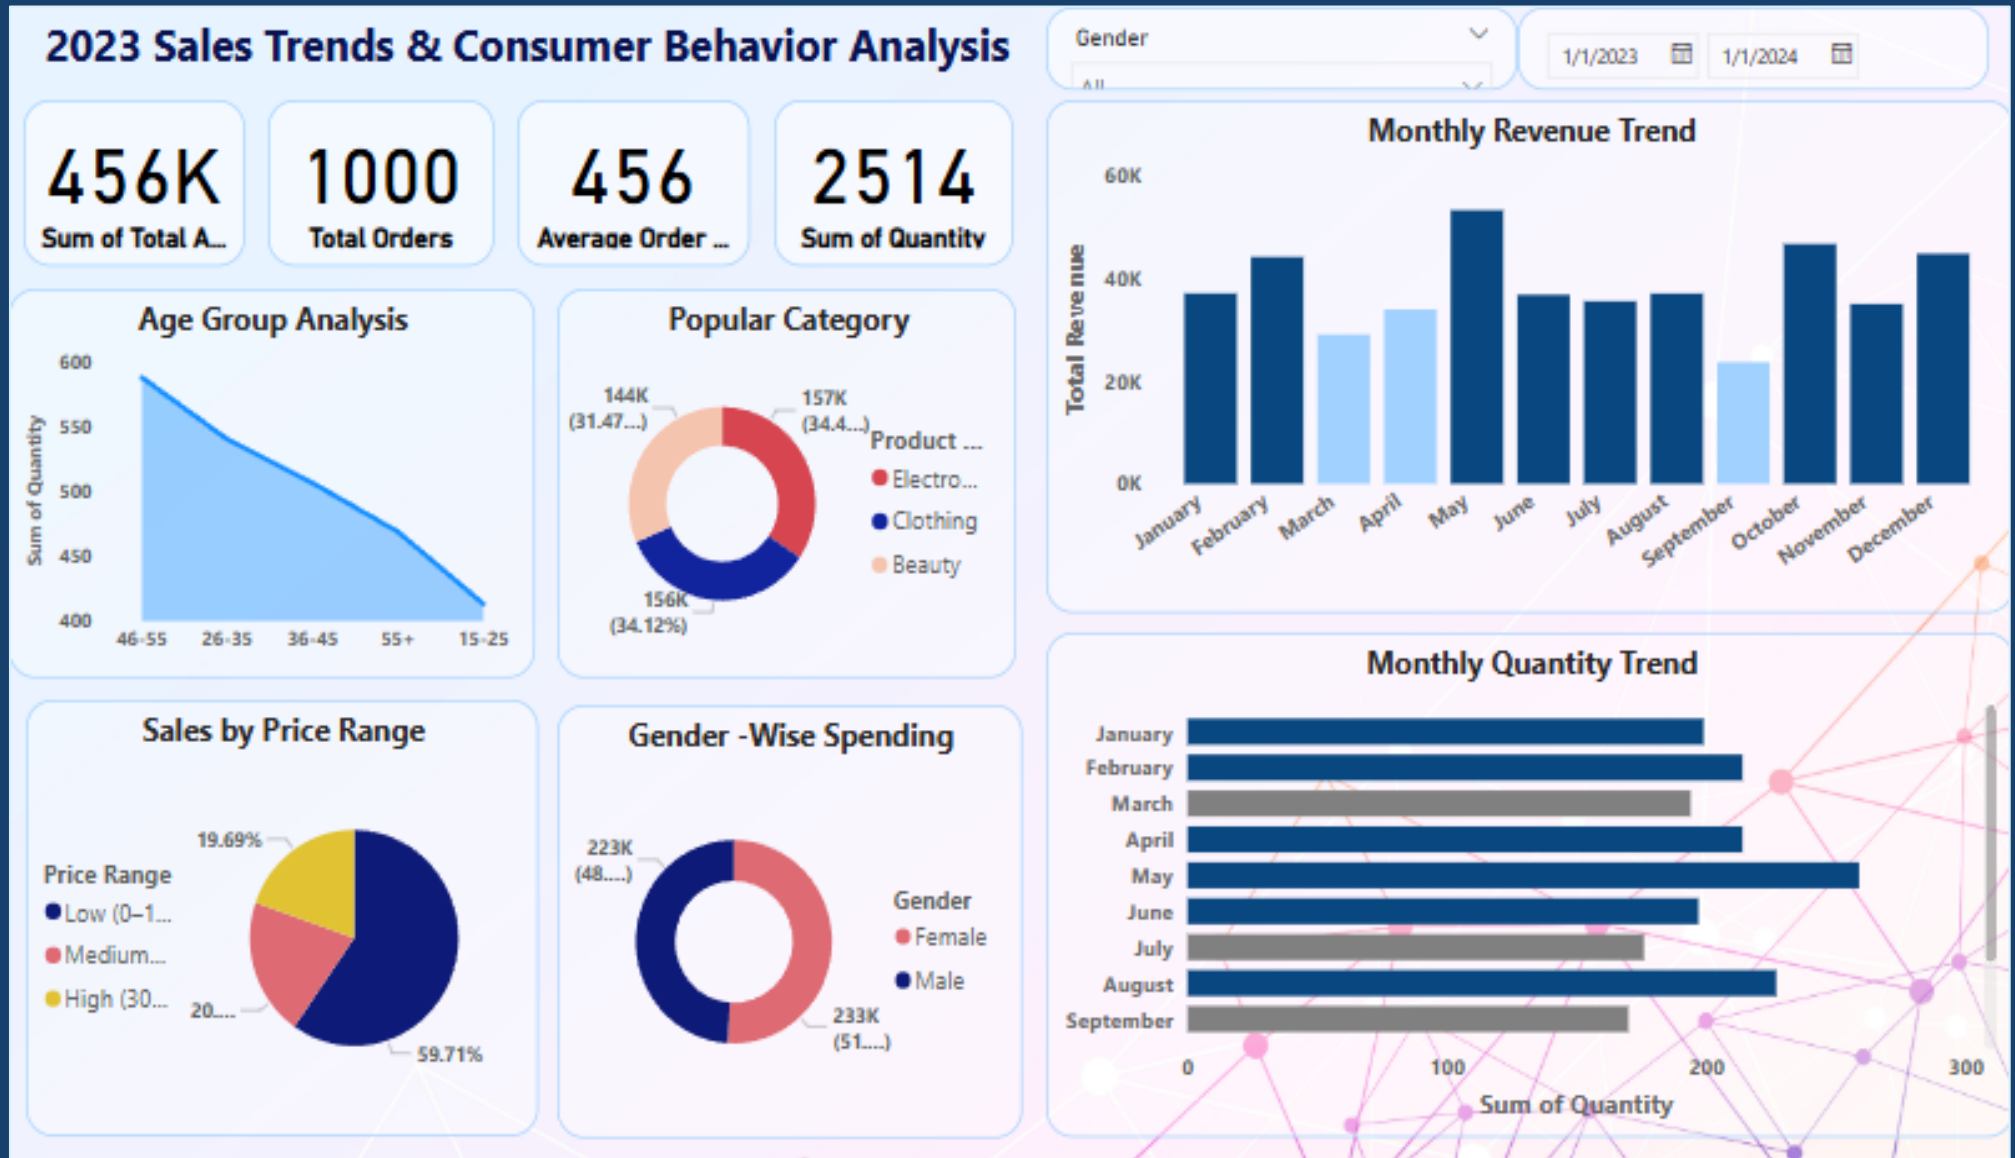 2023 Sales Trends & Consumer Behavior Analysis
Gender
All
1/1/2023
1/1/2024
456K
Sum of Total A...
1000
Total Orders
456
Average Order ...
2514
Sum of Quantity
Age Group Analysis
Sum of Quantity
600
550
500
450
400
46-55 26-35 36-45 55+ 15-25
Popular Category
144K
(31.47...)
157K
(34.4...)
156K
(34.12%)
Product ...
Electro...
Clothing
Beauty
Monthly Revenue Trend
Total Revenue
60K
40K
20K
0K
January February March April May June July August September October November December
Sales by Price Range
Price Range
Low (0–1...
Medium...
High (30...
19.69%
20....
59.71%
Gender -Wise Spending
223K
(48....)
233K
(51....)
Gender
Female
Male
Monthly Quantity Trend
January
February
March
April
May
June
July
August
September
0 100 200 300
Sum of Quantity